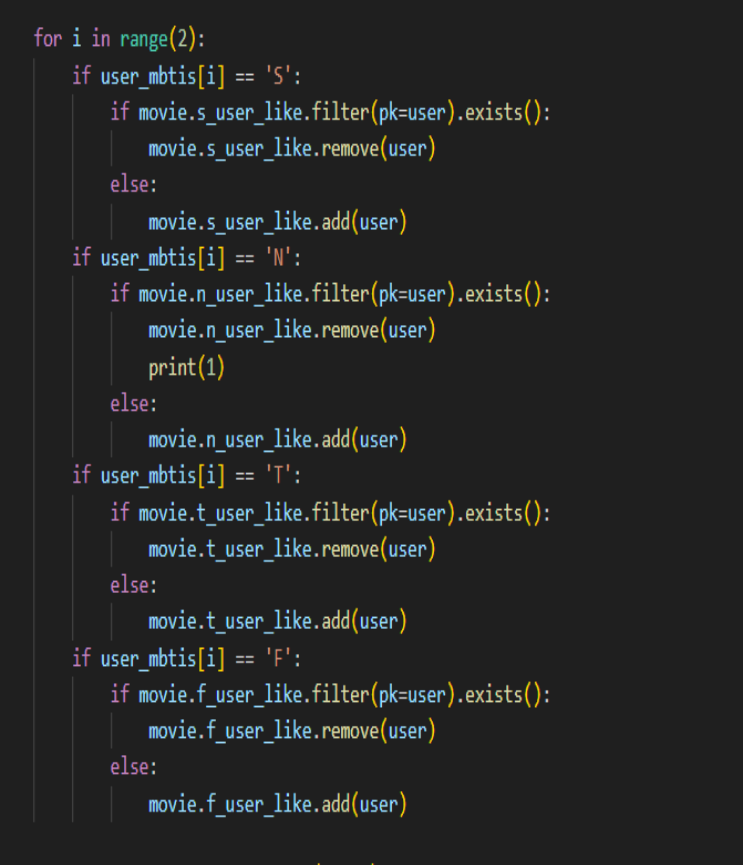 for i in range(2):
    if user_mbtis[i] == 'S':
        if movie.s_user_like.filter(pk=user).exists():
            movie.s_user_like.remove(user)
        else:
            movie.s_user_like.add(user)
    if user_mbtis[i] == 'N':
        if movie.n_user_like.filter(pk=user).exists():
            movie.n_user_like.remove(user)
            print(1)
        else:
            movie.n_user_like.add(user)
    if user_mbtis[i] == 'T':
        if movie.t_user_like.filter(pk=user).exists():
            movie.t_user_like.remove(user)
        else:
            movie.t_user_like.add(user)
    if user_mbtis[i] == 'F':
        if movie.f_user_like.filter(pk=user).exists():
            movie.f_user_like.remove(user)
        else:
            movie.f_user_like.add(user)